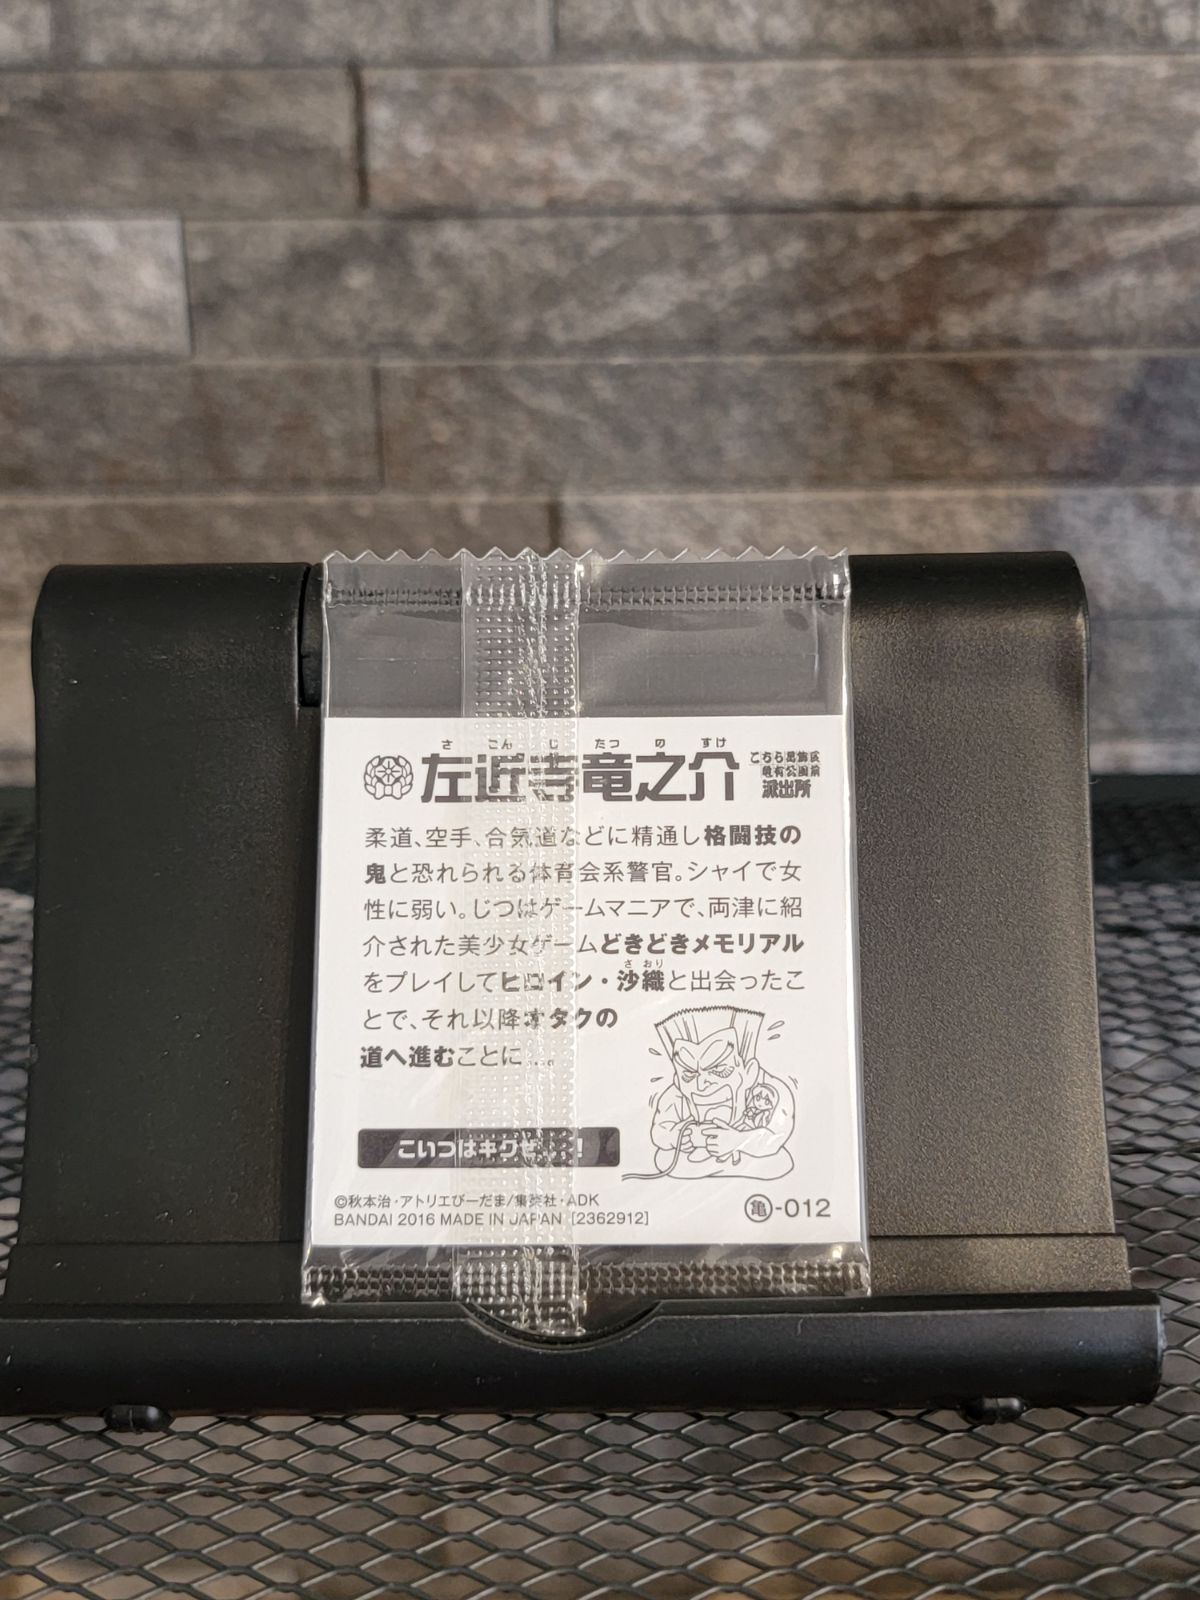 さこんじたつのすけ
左近寺竜之介
こちら葛飾区
亀有公園前
派出所
柔道、空手、合気道などに精通し格闘技の
鬼と恐れられる体育会系警官。シャイで女
性に弱い。じつはゲームマニアで、両津に紹
介された美少女ゲームどきどきメモリアル
さおり
をプレイしてヒロイン・沙織と出会ったこ
とで、それ以降オタクの
道へ進むことに…。
こいつはキクぜ
©秋本治・アトリエびーだま/集英社・ADK
BANDAI 2016 MADE IN JAPAN [2362912]
亀-012